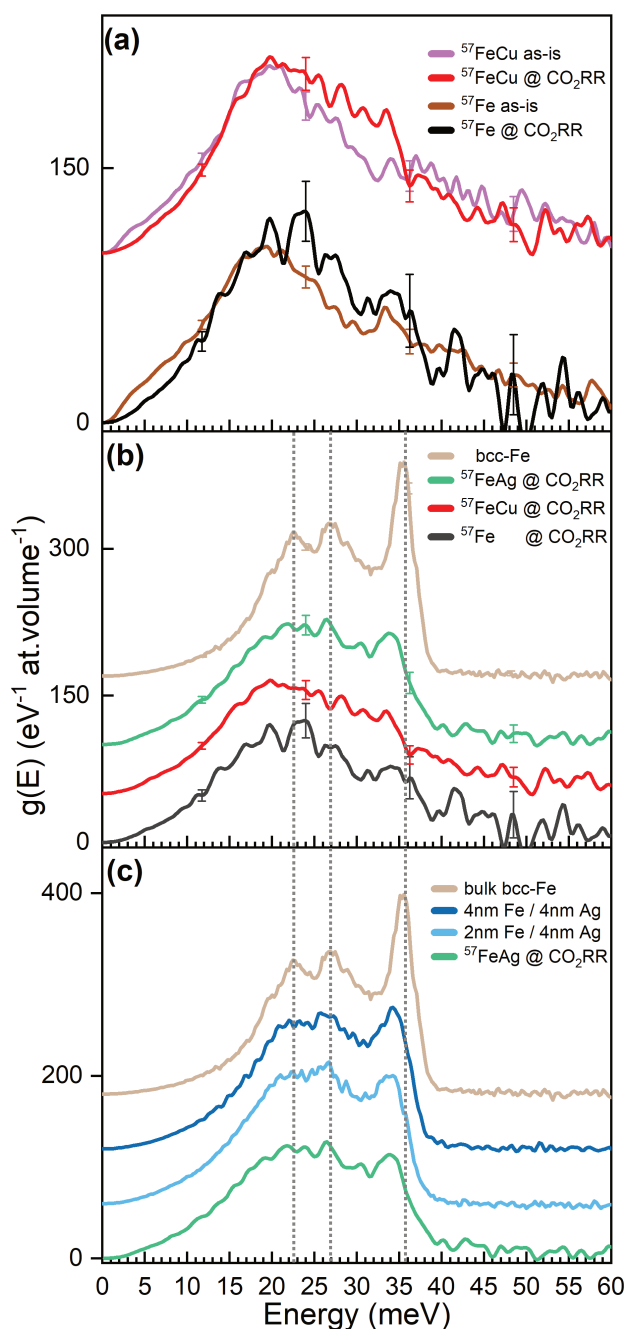 (a)
⁵⁷FeCu as-is
⁵⁷FeCu @ CO₂RR
⁵⁷Fe as-is
⁵⁷Fe @ CO₂RR
150
0
(b)
bcc-Fe
⁵⁷FeAg @ CO₂RR
⁵⁷FeCu @ CO₂RR
⁵⁷Fe @ CO₂RR
300
150
0
g(E) (eV⁻¹ at.volume⁻¹)
(c)
bulk bcc-Fe
4nm Fe / 4nm Ag
2nm Fe / 4nm Ag
⁵⁷FeAg @ CO₂RR
400
200
0
0 5 10 15 20 25 30 35 40 45 50 55 60
Energy (meV)